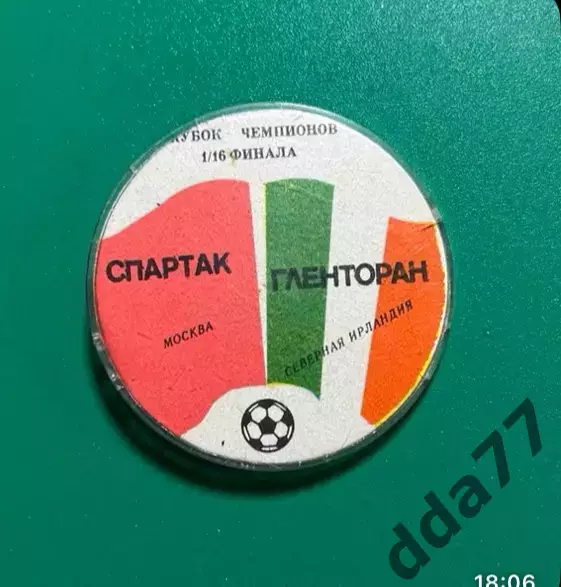 КУБОК ЧЕМПИОНОВ
1/16 ФИНАЛА
СПАРТАК
МОСКВА
ГЛЕНТОРАН
СЕВЕРНАЯ ИРЛАНДИЯ
dda77
18:06